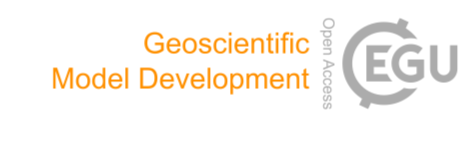 Geoscientific
Model Development
Open Access
EGU